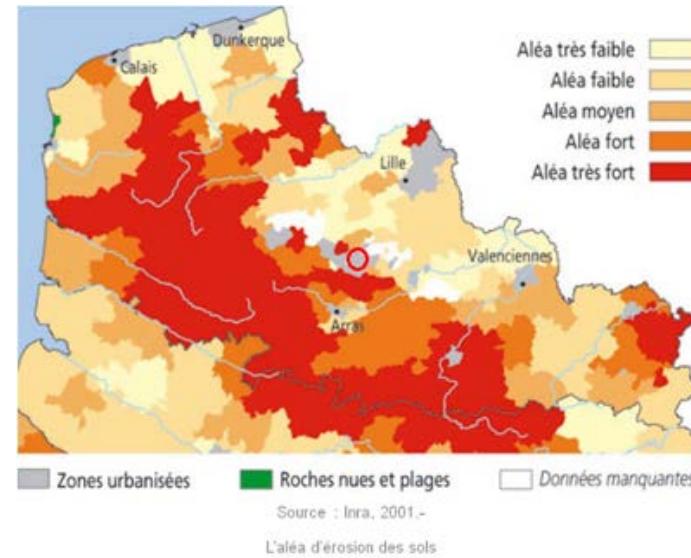 Dunkerque
Calais
Lille
Valenciennes
Arras
Aléa très faible
Aléa faible
Aléa moyen
Aléa fort
Aléa très fort
Zones urbanisées
Roches nues et plages
Données manquantes
Source : Inra, 2001.-
L'aléa d'érosion des sols